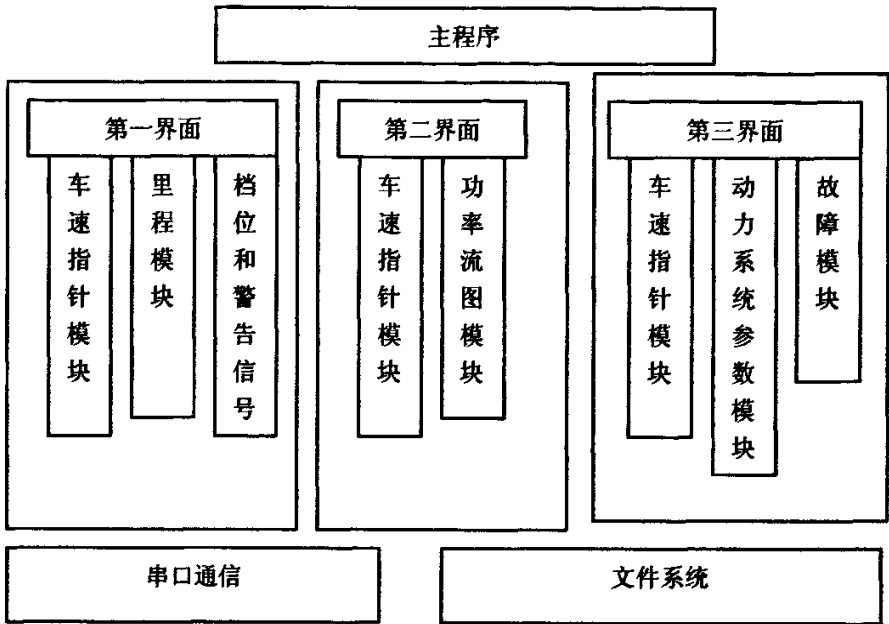 主程序
第一界面
车速指针模块
里程模块
档位和警告信号
第二界面
车速指针模块
功率流图模块
第三界面
车速指针模块
动力系统参数模块
故障模块
串口通信
文件系统